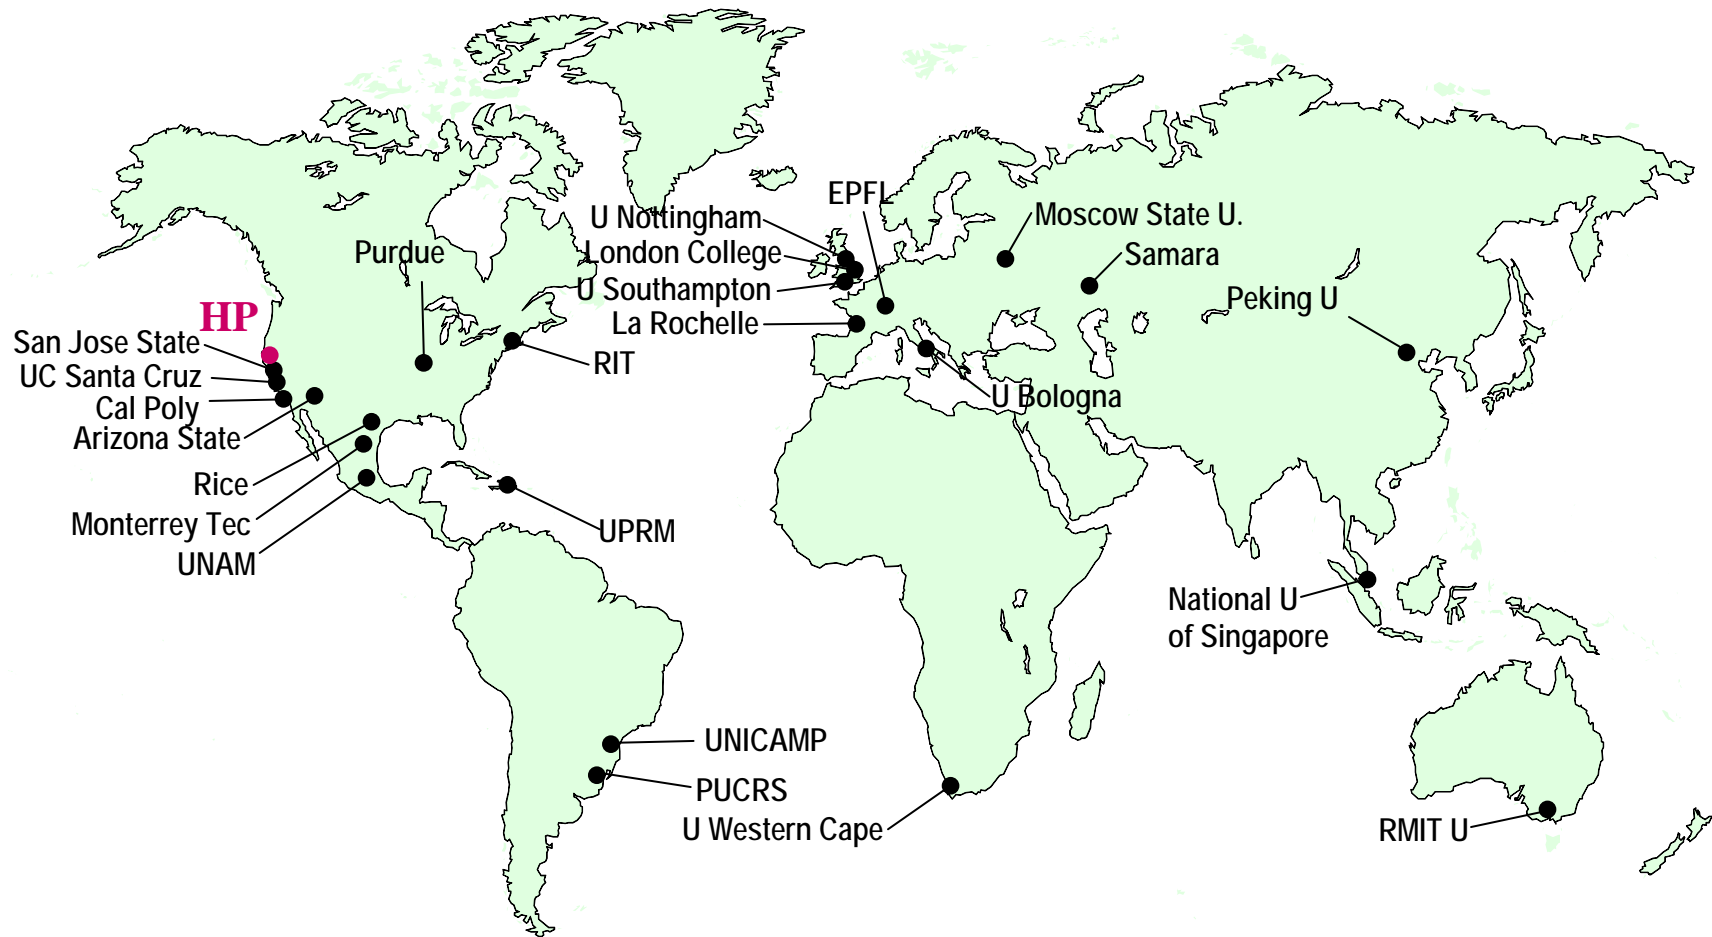 EPFL
U Nottingham
Moscow State U.
Purdue
London College
Samara
U Southampton
Peking U
HP
La Rochelle
San Jose State
RIT
UC Santa Cruz
U Bologna
Cal Poly
Arizona State
Rice
Monterrey Tec
UPRM
UNAM
National U
of Singapore
UNICAMP
PUCRS
U Western Cape
RMIT U